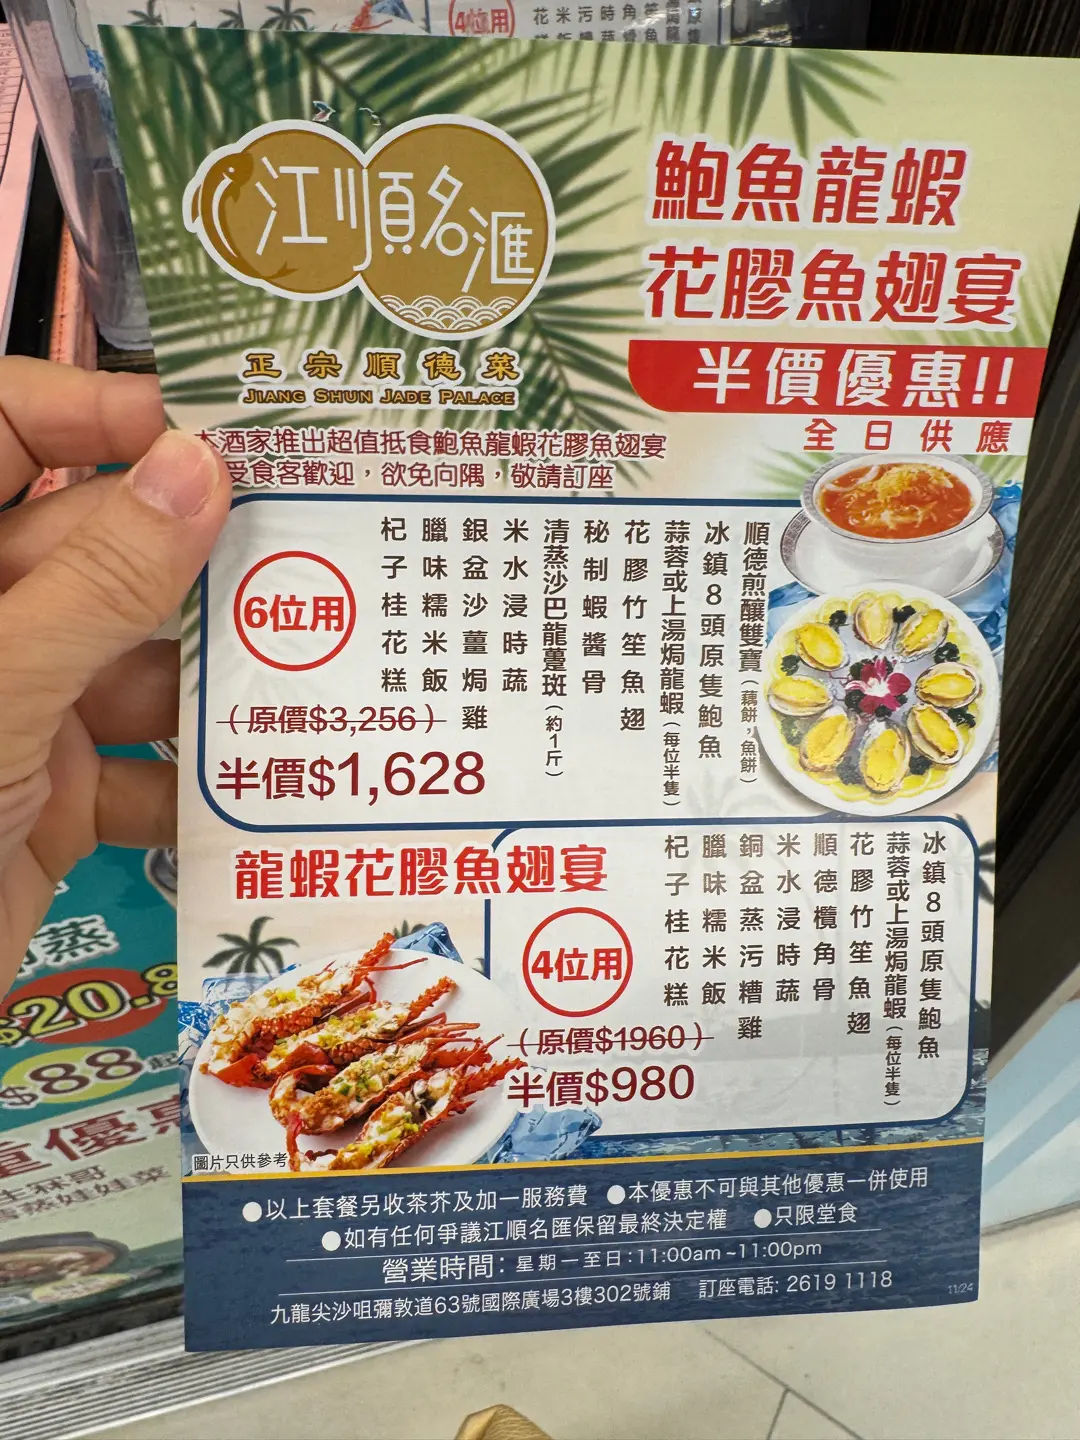 4位用
江順名滙
正宗順德菜
JIANG SHUN JADE PALACE
鮑魚龍蝦
花膠魚翅宴
半價優惠!!
全日供應
本酒家推出超值抵食鮑魚龍蝦花膠魚翅宴
受食客歡迎，欲免向隅，敬請訂座
6位用
順德煎釀雙寶(藕餅，魚餅)
冰鎮8頭原隻鮑魚
蒜蓉或上湯焗龍蝦(每位半隻)
花膠竹笙魚翅
秘制蝦醬骨
清蒸沙巴龍躉斑(約1斤)
米水浸時蔬
銀盆沙薑焗雞
臘味糯米飯
杞子桂花糕
(原價$3,256)
半價$1,628
龍蝦花膠魚翅宴
4位用
冰鎮8頭原隻鮑魚
蒜蓉或上湯焗龍蝦(每位半隻)
花膠竹笙魚翅
順德欖角骨
米水浸時蔬
銅盆蒸污糟雞
臘味糯米飯
杞子桂花糕
(原價$1960)
半價$980
圖片只供參考
●以上套餐另收茶芥及加一服務費 ●本優惠不可與其他優惠一併使用
●如有任何爭議江順名匯保留最終決定權 ●只限堂食
營業時間：星期一至日:11:00am-11:00pm
九龍尖沙咀彌敦道63號國際廣場3樓302號鋪 訂座電話: 2619 1118
11/24
蒸
$20.8
$88起
優惠